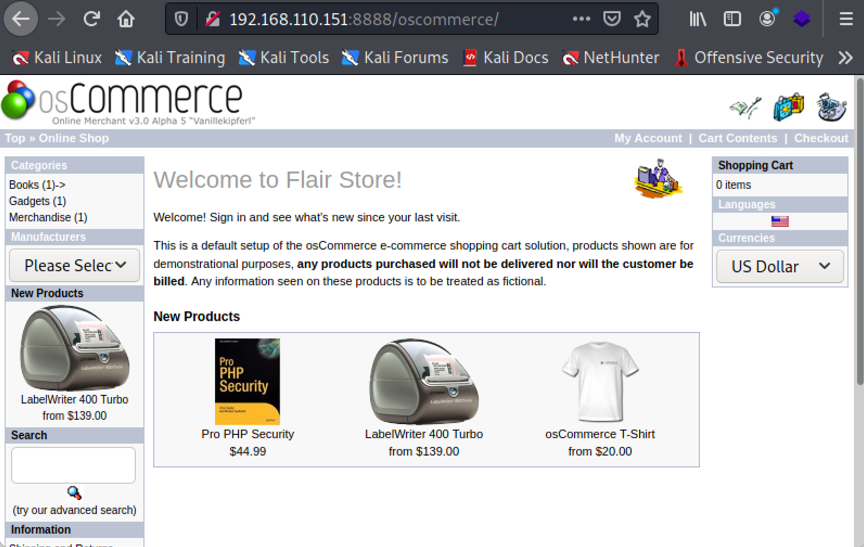 192.168.110.151:8888/oscommerce/
Kali Linux Kali Training Kali Tools Kali Forums Kali Docs NetHunter Offensive Security
osCommerce
Online Merchant v3.0 Alpha 5 "Vanillekipferl"
Top » Online Shop
My Account | Cart Contents | Checkout
Categories
Books (1)->
Gadgets (1)
Merchandise (1)
Manufacturers
Please Selec
New Products
LabelWriter 400 Turbo
from $139.00
Search
(try our advanced search)
Information
Shipping and Returns
Welcome to Flair Store!
Welcome! Sign in and see what's new since your last visit.
This is a default setup of the osCommerce e-commerce shopping cart solution, products shown are for
demonstrational purposes, any products purchased will not be delivered nor will the customer be
billed. Any information seen on these products is to be treated as fictional.
New Products
Pro
PHP
Security
Pro PHP Security
$44.99
LabelWriter 400 Turbo
from $139.00
osCommerce T-Shirt
from $20.00
Shopping Cart
0 items
Languages
Currencies
US Dollar